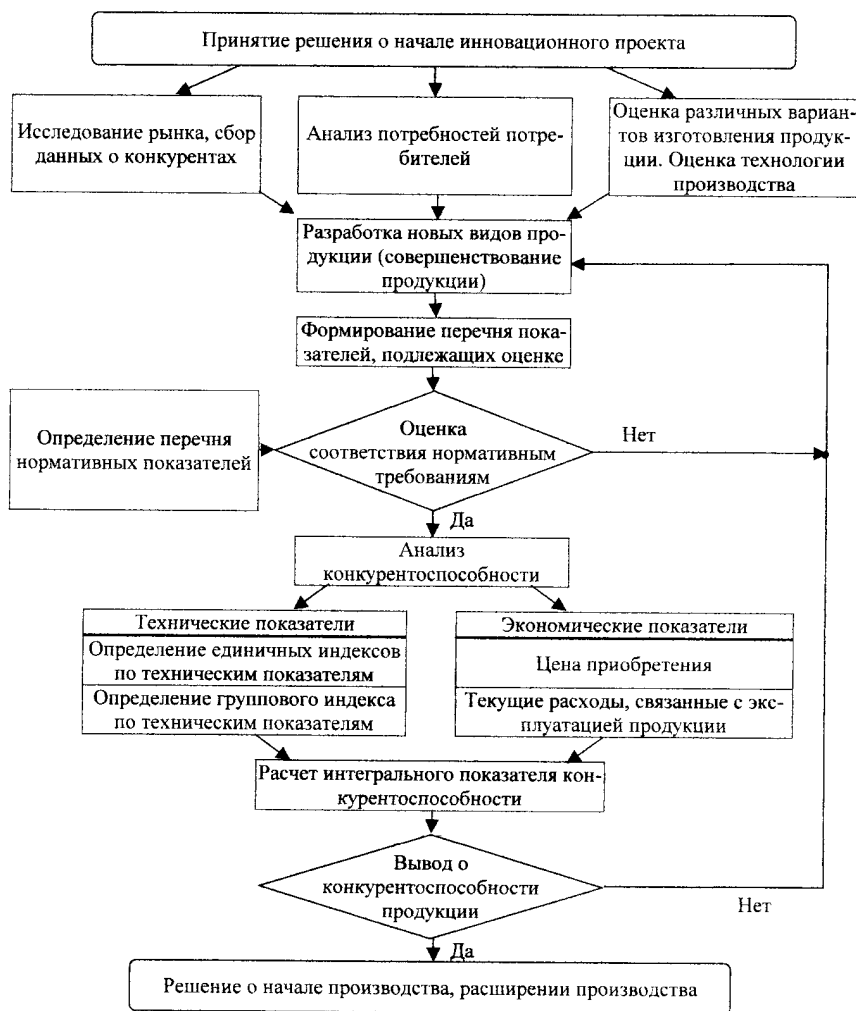 Принятие решения о начале инновационного проекта
Исследование рынка, сбор
данных о конкурентах
Анализ потребностей потре-
бителей
Оценка различных вариан-
тов изготовления продук-
ции. Оценка технологии
производства
Разработка новых видов про-
дукции (совершенствование
продукции)
Формирование перечня пока-
зателей, подлежащих оценке
Определение перечня
нормативных показателей
Оценка
соответствия нормативным
требованиям
Нет
Да
Анализ
конкурентоспособности
Технические показатели
Определение единичных индексов
по техническим показателям
Определение группового индекса
по техническим показателям
Экономические показатели
Цена приобретения
Текущие расходы, связанные с экс-
плуатацией продукции
Расчет интегрального показателя кон-
курентоспособности
Вывод о
конкурентоспособности
продукции
Нет
Да
Решение о начале производства, расширении производства